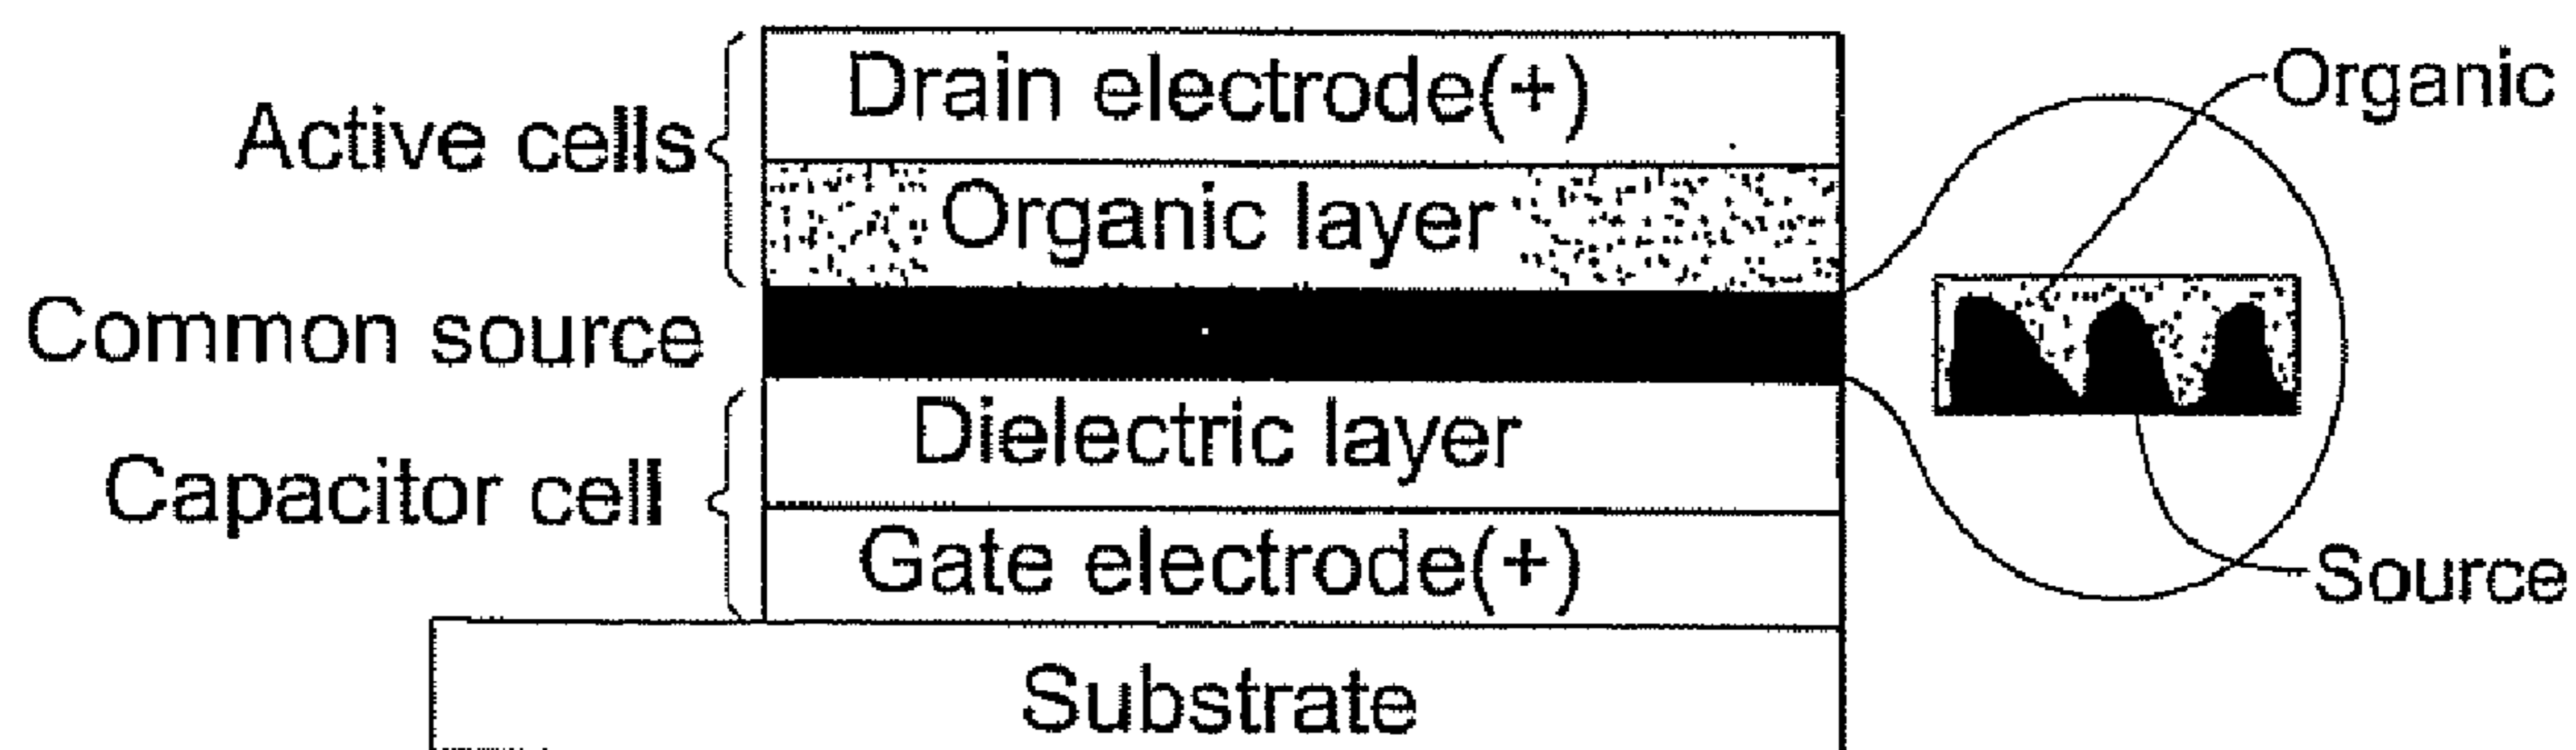 Drain electrode(+)
Organic
Active cells
Organic layer
Common source
Dielectric layer
Capacitor cell
Gate electrode(+)
Source
Substrate